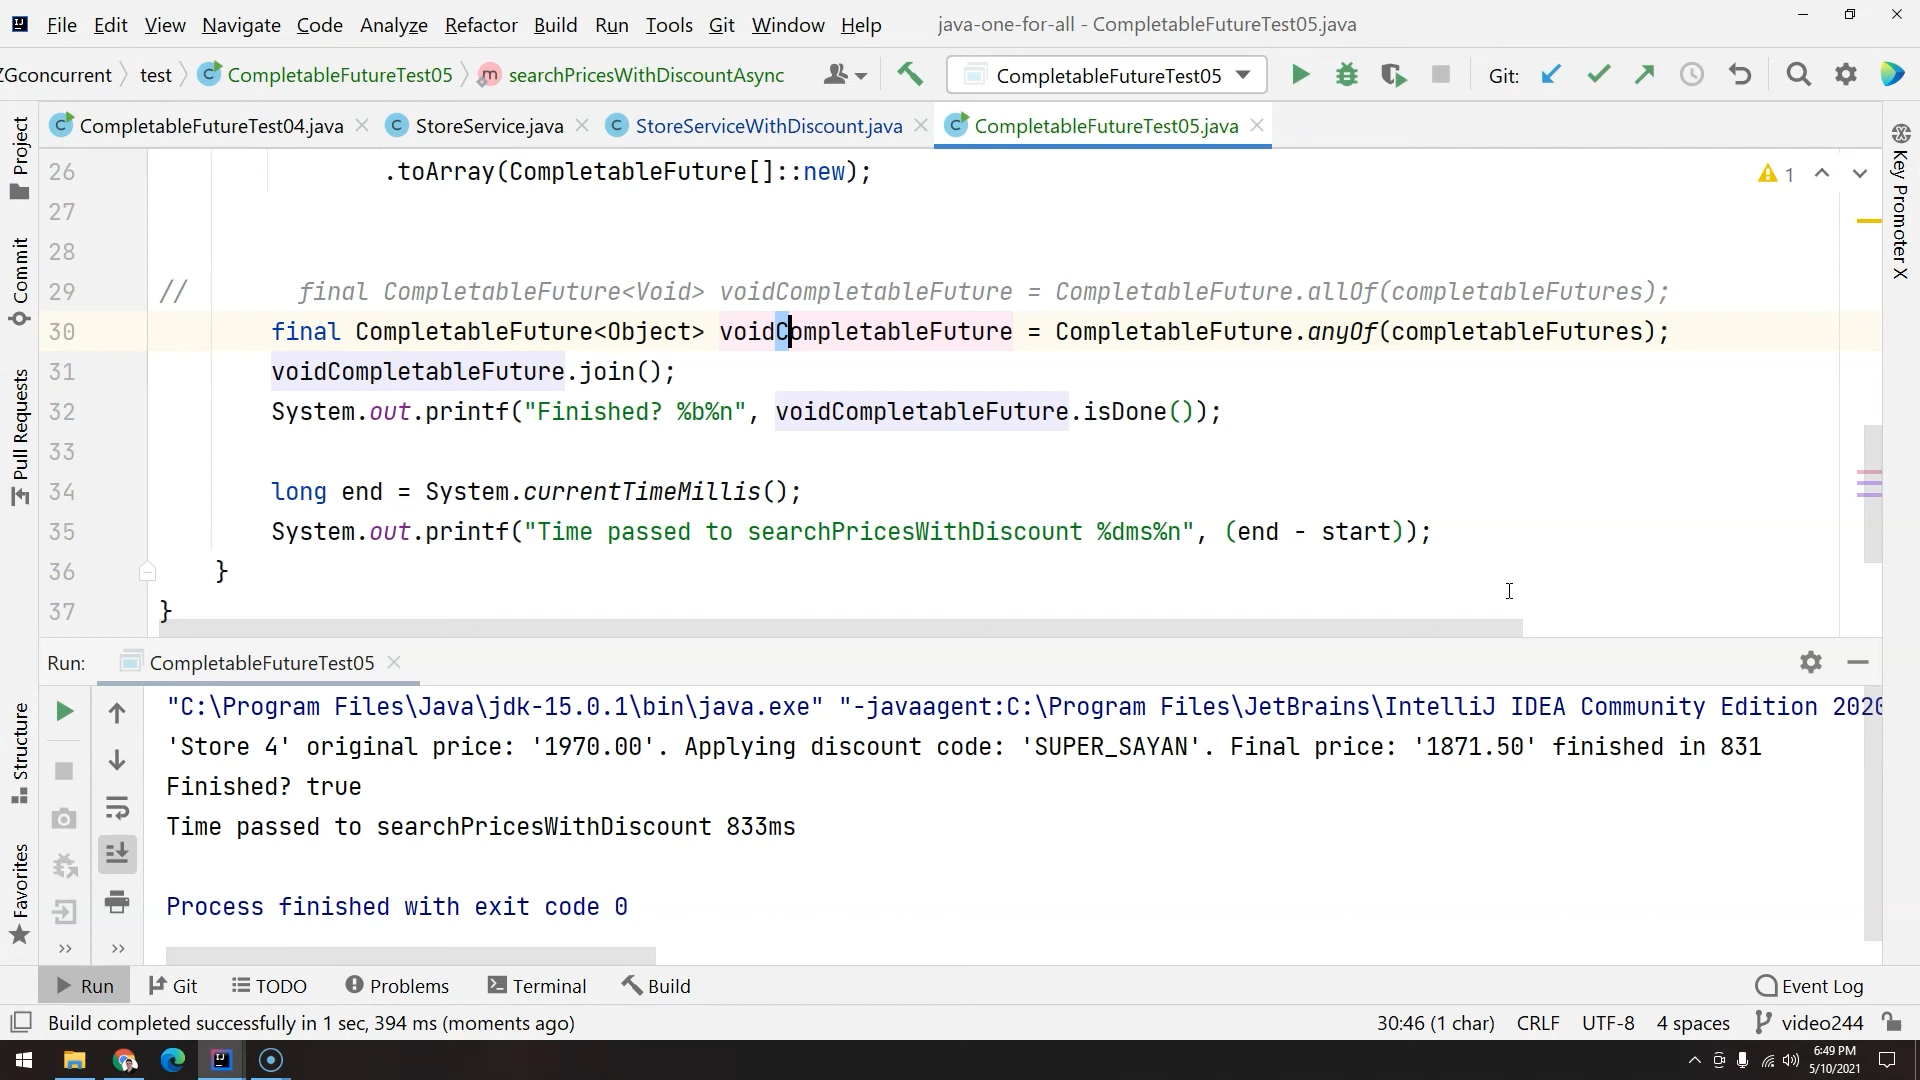 File Edit View Navigate Code Analyze Refactor Build Run Tools Git Window Help java-one-for-all - CompletableFutureTest05.java
ZGconcurrent test CompletableFutureTest05 searchPricesWithDiscountAsync CompletableFutureTest05 Git:
CompletableFutureTest04.java StoreService.java StoreServiceWithDiscount.java CompletableFutureTest05.java
Project
Commit
Pull Requests
Structure
Favorites
Key Promoter X
1
26 .toArray(CompletableFuture[]::new);
27
28
29 // final CompletableFuture<Void> voidCompletableFuture = CompletableFuture.allOf(completableFutures);
30 final CompletableFuture<Object> voidCompletableFuture = CompletableFuture.anyOf(completableFutures);
31 voidCompletableFuture.join();
32 System.out.printf("Finished? %b%n", voidCompletableFuture.isDone());
33
34 long end = System.currentTimeMillis();
35 System.out.printf("Time passed to searchPricesWithDiscount %dms%n", (end - start));
36 }
37 }
Run: CompletableFutureTest05
"C:\Program Files\Java\jdk-15.0.1\bin\java.exe" "-javaagent:C:\Program Files\JetBrains\IntelliJ IDEA Community Edition 2020
'Store 4' original price: '1970.00'. Applying discount code: 'SUPER_SAYAN'. Final price: '1871.50' finished in 831
Finished? true
Time passed to searchPricesWithDiscount 833ms
Process finished with exit code 0
Run Git TODO Problems Terminal Build Event Log
Build completed successfully in 1 sec, 394 ms (moments ago) 30:46 (1 char) CRLF UTF-8 4 spaces video244
6:49 PM
5/10/2021